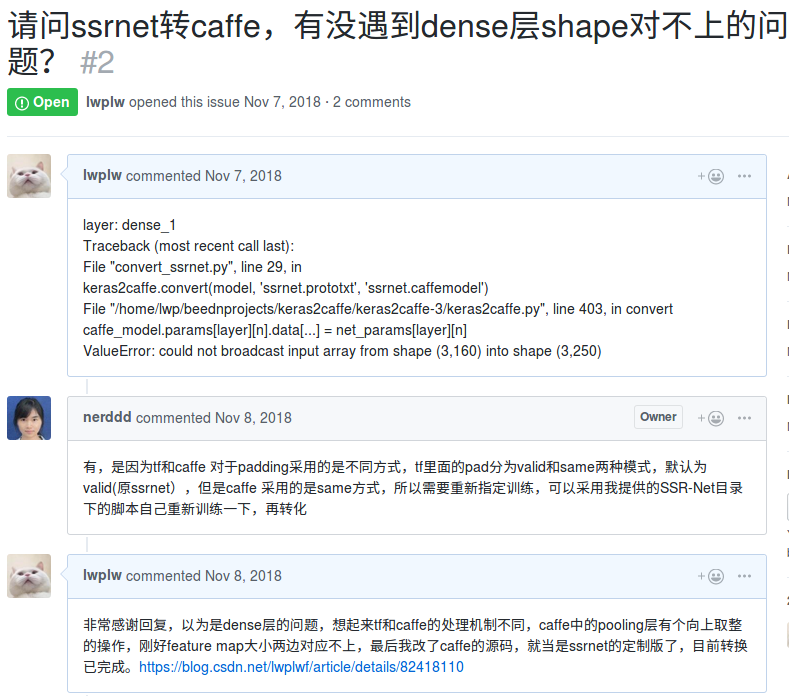 请问ssrnet转caffe，有没遇到dense层shape对不上的问
题？ #2
Open lwplw opened this issue Nov 7, 2018 · 2 comments
lwplw commented Nov 7, 2018
layer: dense_1
Traceback (most recent call last):
File "convert_ssrnet.py", line 29, in
keras2caffe.convert(model, 'ssrnet.prototxt', 'ssrnet.caffemodel')
File "/home/lwp/beednprojects/keras2caffe/keras2caffe-3/keras2caffe.py", line 403, in convert
caffe_model.params[layer][n].data[...] = net_params[layer][n]
ValueError: could not broadcast input array from shape (3,160) into shape (3,250)
nerddd commented Nov 8, 2018 Owner
有，是因为tf和caffe 对于padding采用的是不同方式，tf里面的pad分为valid和same两种模式，默认为
valid(原ssrnet），但是caffe 采用的是same方式，所以需要重新指定训练，可以采用我提供的SSR-Net目录
下的脚本自己重新训练一下，再转化
lwplw commented Nov 8, 2018
非常感谢回复，以为是dense层的问题，想起来tf和caffe的处理机制不同，caffe中的pooling层有个向上取整
的操作，刚好feature map大小两边对应不上，最后我改了caffe的源码，就当是ssrnet的定制版了，目前转换
已完成。https://blog.csdn.net/lwplwf/article/details/82418110